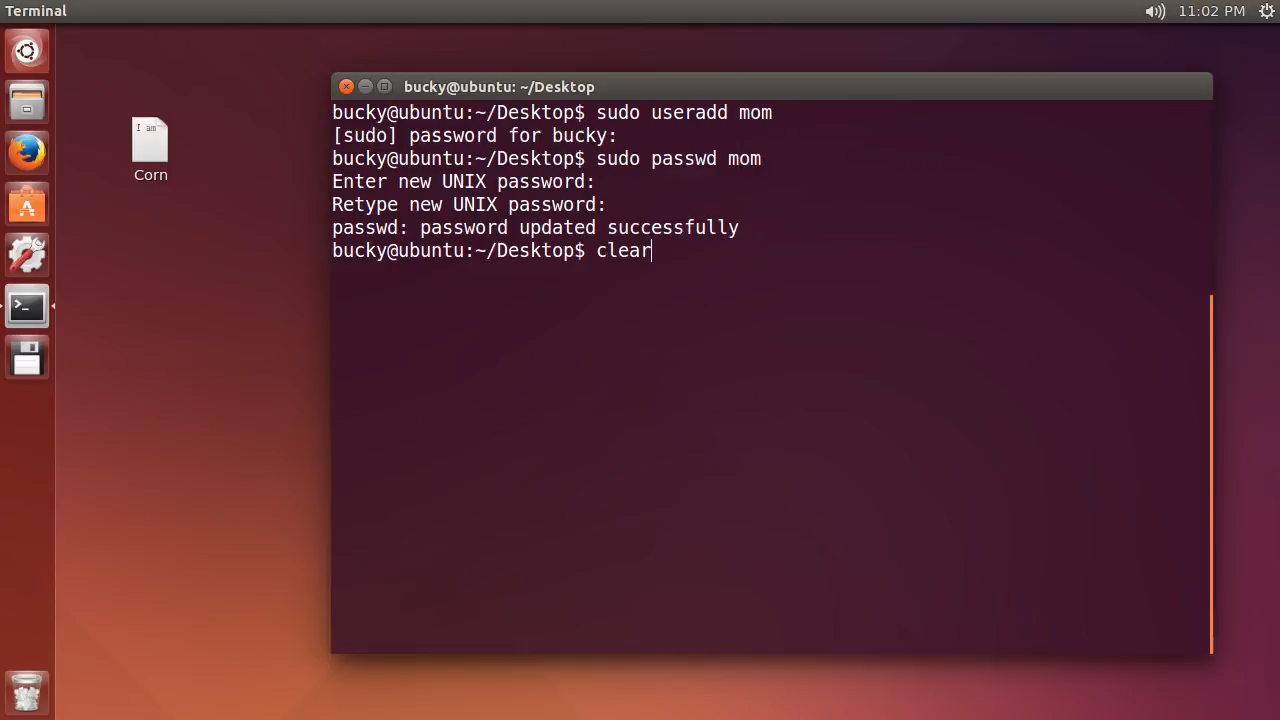 Terminal
11:02 PM
bucky@ubuntu: ~/Desktop
bucky@ubuntu:~/Desktop$ sudo useradd mom
[sudo] password for bucky:
bucky@ubuntu:~/Desktop$ sudo passwd mom
Enter new UNIX password:
Retype new UNIX password:
passwd: password updated successfully
bucky@ubuntu:~/Desktop$ clear
I am
Corn